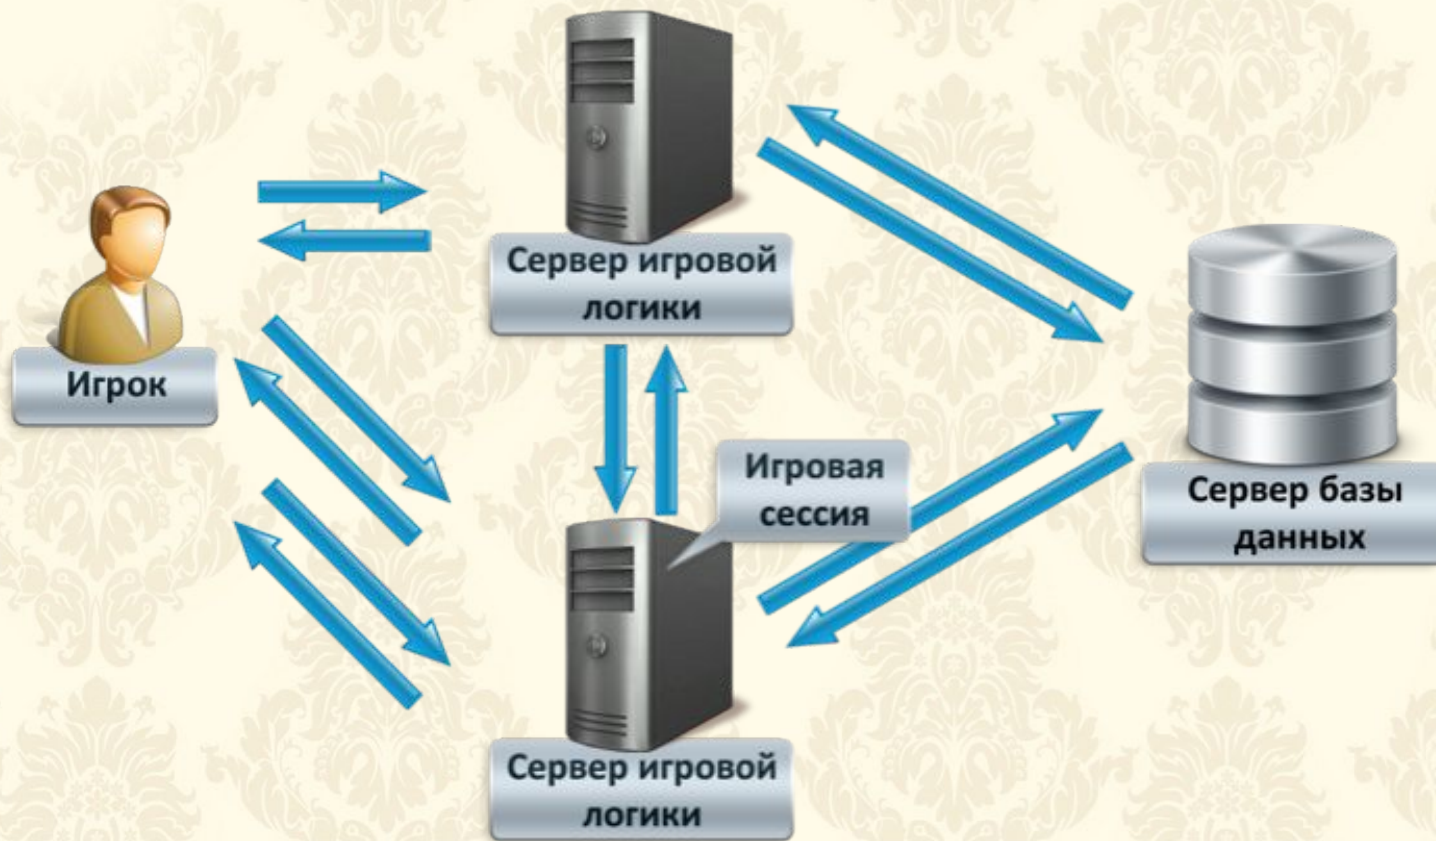 Сервер игровой
логики
Игрок
Игровая
сессия
Сервер базы
данных
Сервер игровой
логики